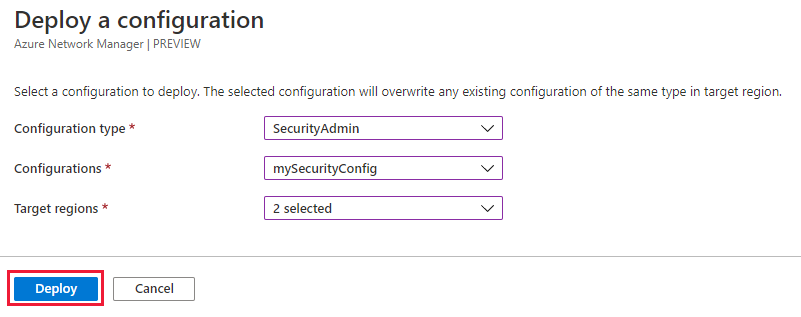 Deploy a configuration
Azure Network Manager | PREVIEW
Select a configuration to deploy. The selected configuration will overwrite any existing configuration of the same type in target region.
Configuration type * SecurityAdmin
Configurations * mySecurityConfig
Target regions * 2 selected
Deploy Cancel